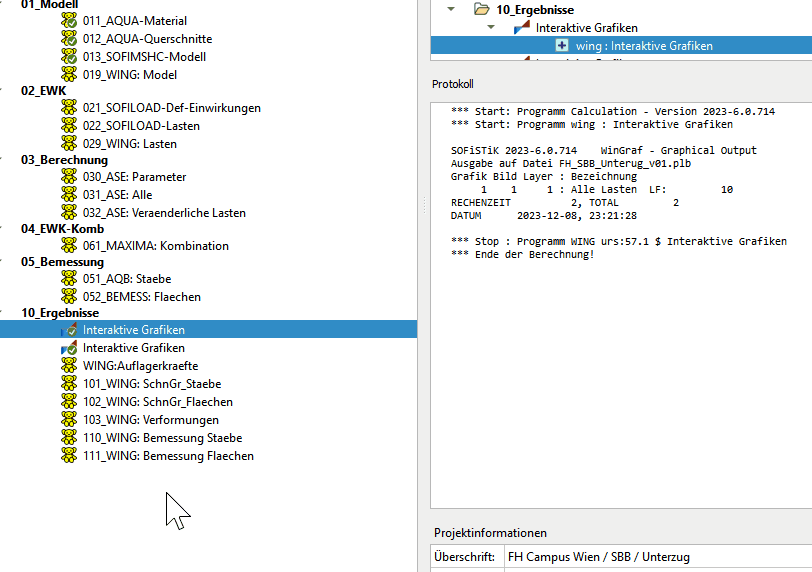 01_Modell
011_AQUA-Material
012_AQUA-Querschnitte
013_SOFIMSHC-Modell
019_WING: Model
02_EWK
021_SOFILOAD-Def-Einwirkungen
022_SOFILOAD-Lasten
029_WING: Lasten
03_Berechnung
030_ASE: Parameter
031_ASE: Alle
032_ASE: Veraenderliche Lasten
04_EWK-Komb
061_MAXIMA: Kombination
05_Bemessung
051_AQB: Staebe
052_BEMESS: Flaechen
10_Ergebnisse
Interaktive Grafiken
Interaktive Grafiken
WING:Auflagerkraefte
101_WING: SchnGr_Staebe
102_WING: SchnGr_Flaechen
103_WING: Verformungen
110_WING: Bemessung Staebe
111_WING: Bemessung Flaechen
10_Ergebnisse
Interaktive Grafiken
wing : Interaktive Grafiken
Protokoll
*** Start: Programm Calculation - Version 2023-6.0.714
*** Start: Programm wing : Interaktive Grafiken
SOFiSTiK 2023-6.0.714 WinGraf - Graphical Output
Ausgabe auf Datei FH_SBB_Unterug_v01.plb
Grafik Bild Layer : Bezeichnung
1 1 1 : Alle Lasten LF: 10
RECHENZEIT 2, TOTAL 2
DATUM 2023-12-08, 23:21:28
*** Stop : Programm WING urs:57.1 $ Interaktive Grafiken
*** Ende der Berechnung!
Projektinformationen
Überschrift: FH Campus Wien / SBB / Unterzug